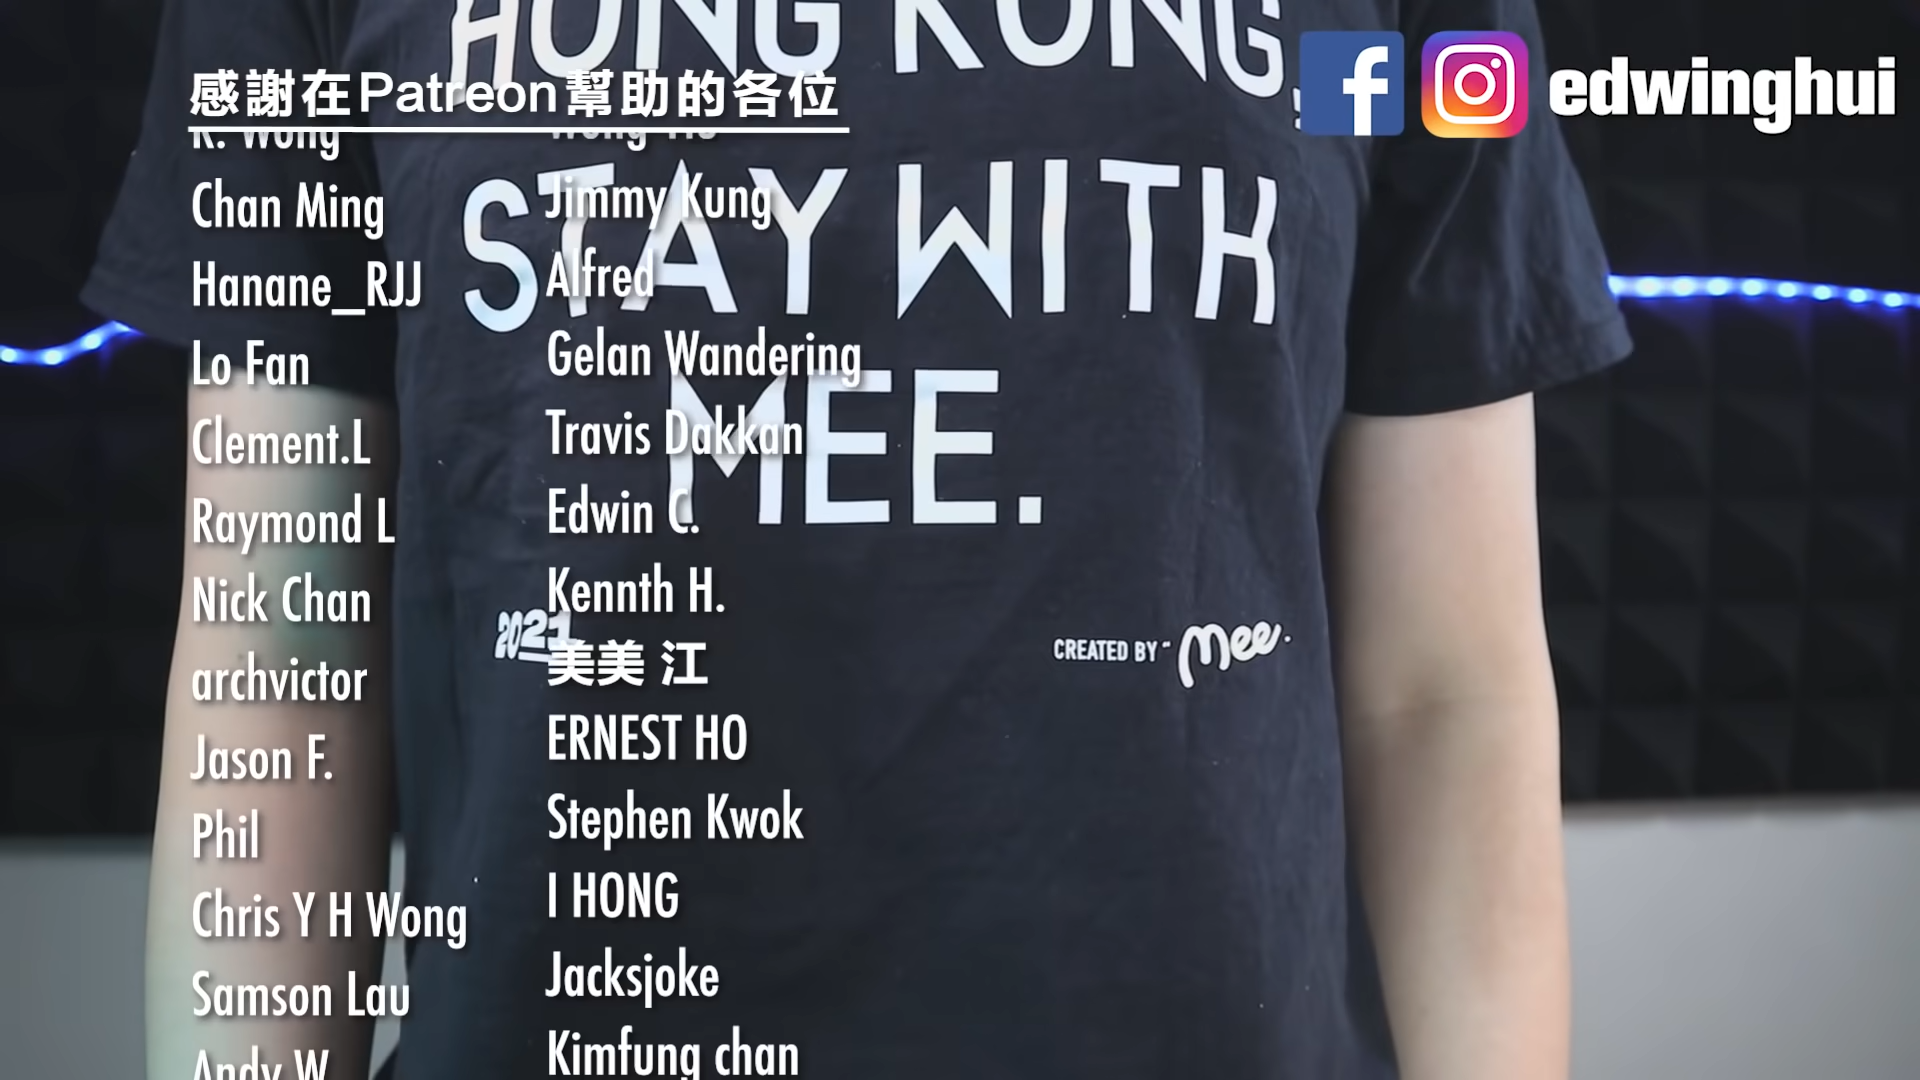 HONG KONG,
STAY WITH
MEE.
2021
CREATED BY - mee.
edwinghui
感謝在Patreon幫助的各位
K. Wong
Chan Ming
Hanane_RJJ
Lo Fan
Clement.L
Raymond L
Nick Chan
archvictor
Jason F.
Phil
Chris Y H Wong
Samson Lau
Andy W
Jimmy Kung
Alfred
Gelan Wandering
Travis Dakkan
Edwin C.
Kennth H.
美美 江
ERNEST HO
Stephen Kwok
I HONG
Jacksjoke
Kimfung chan